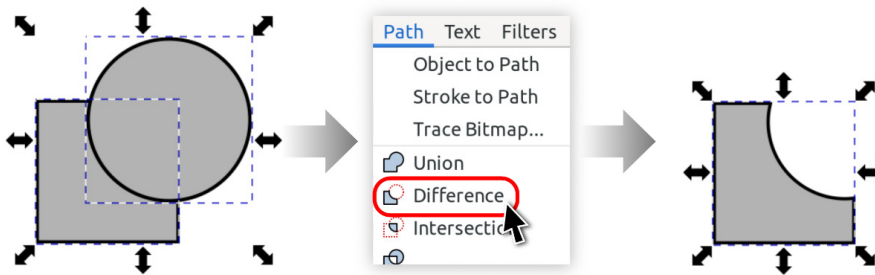 Path Text Filters
Object to Path
Stroke to Path
Trace Bitmap...
Union
Difference